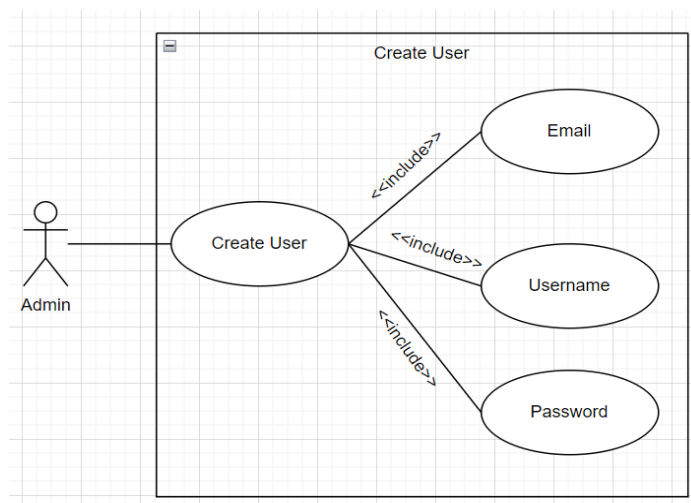 Create User
Email
<<include>>
<<include>>
Create User
Username
Admin
<<include>>
Password